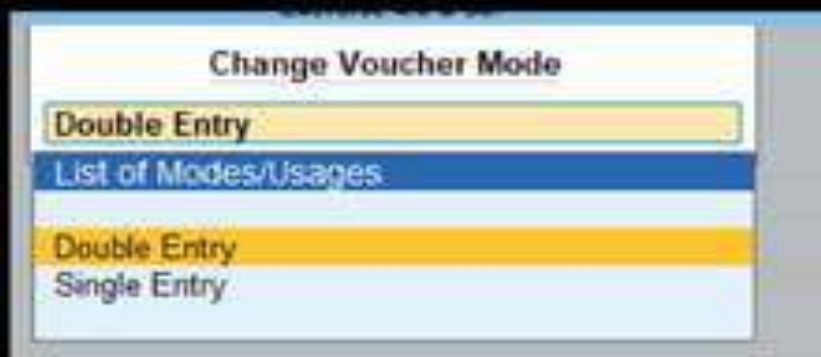 Change Voucher Mode
Double Entry
List of Modes/Usages
Double Entry
Single Entry